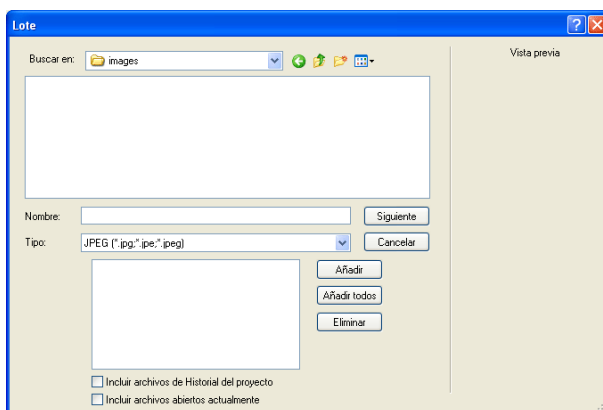 Lote
Buscar en: images
Vista previa
Nombre: Siguiente
Tipo: JPEG (*.jpg;*.jpe;*.jpeg) Cancelar
Añadir
Añadir todos
Eliminar
Incluir archivos de Historial del proyecto
Incluir archivos abiertos actualmente